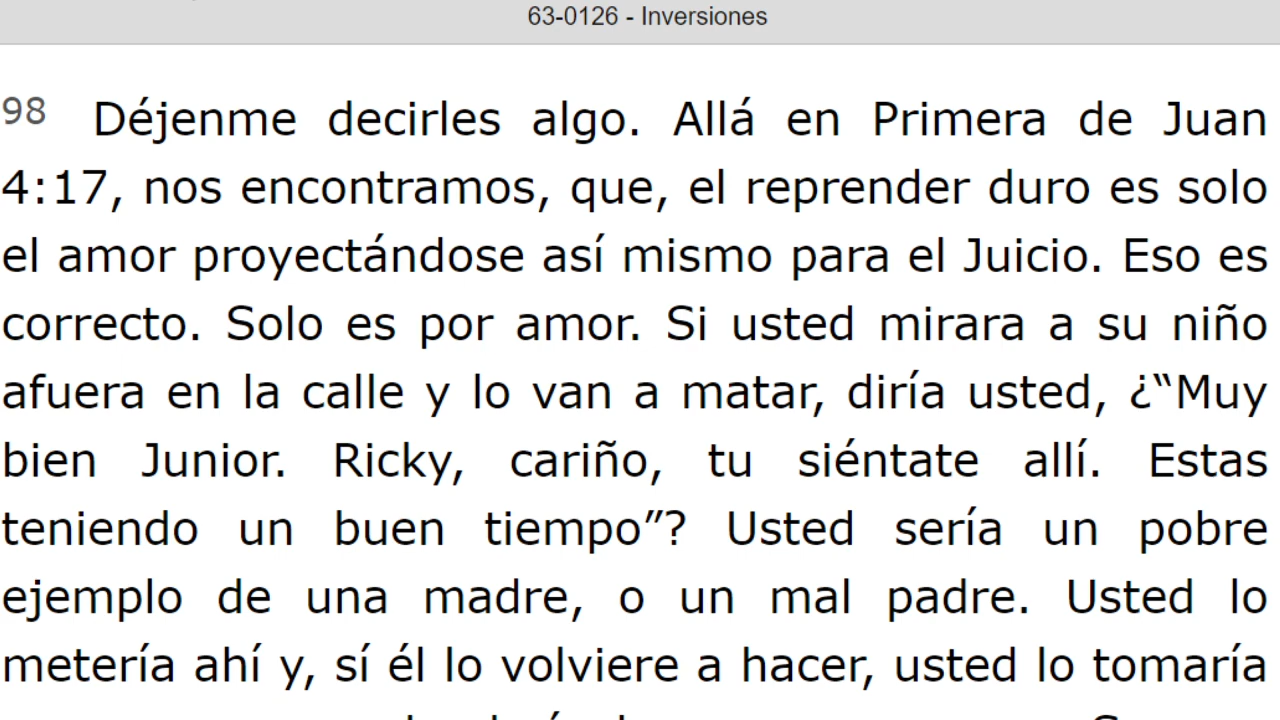 63-0126 - Inversiones
98 Déjenme decirles algo. Allá en Primera de Juan
4:17, nos encontramos, que, el reprender duro es solo
el amor proyectándose así mismo para el Juicio. Eso es
correcto. Solo es por amor. Si usted mirara a su niño
afuera en la calle y lo van a matar, diría usted, ¿“Muy
bien Junior. Ricky, cariño, tu siéntate allí. Estas
teniendo un buen tiempo”? Usted sería un pobre
ejemplo de una madre, o un mal padre. Usted lo
metería ahí y, sí él lo volviere a hacer, usted lo tomaría